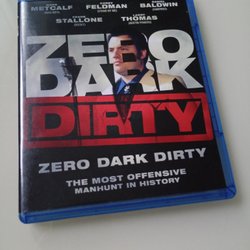 METCALF FELDMAN BALDWIN
STALLONE THOMAS
ZERO
DARK
DIRTY
ZERO DARK DIRTY
THE MOST OFFENSIVE
MANHUNT IN HISTORY